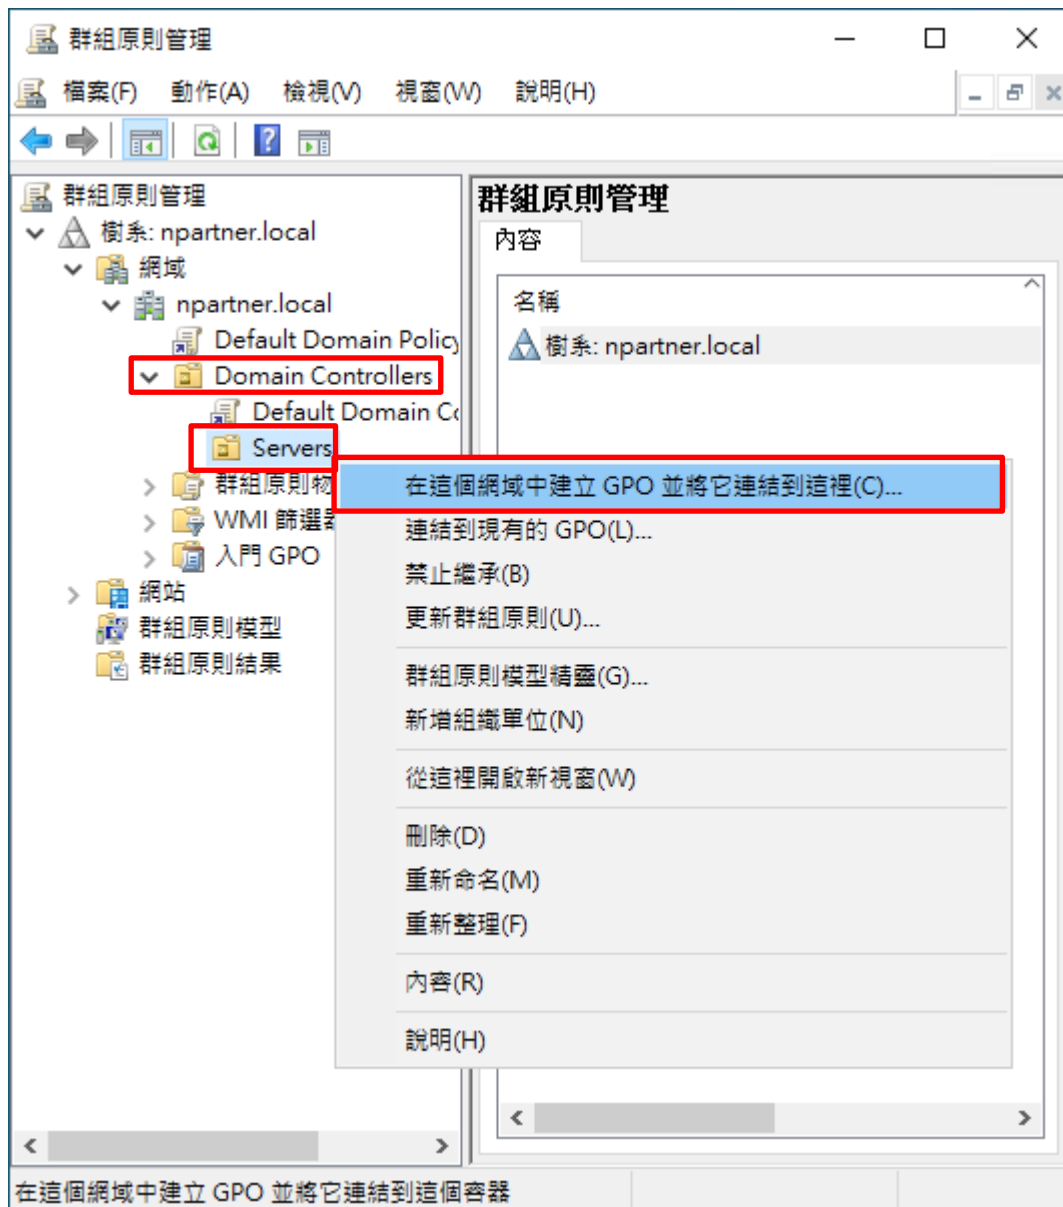 群組原則管理
檔案(F) 動作(A) 檢視(V) 視窗(W) 說明(H)
群組原則管理
樹系: npartner.local
網域
npartner.local
Default Domain Policy
Domain Controllers
Default Domain Co
Servers
群組原則物
WMI 篩選器
入門 GPO
網站
群組原則模型
群組原則結果
群組原則管理
內容
名稱
樹系: npartner.local
在這個網域中建立 GPO 並將它連結到這裡(C)...
連結到現有的 GPO(L)...
禁止繼承(B)
更新群組原則(U)...
群組原則模型精靈(G)...
新增組織單位(N)
從這裡開啟新視窗(W)
刪除(D)
重新命名(M)
重新整理(F)
內容(R)
說明(H)
在這個網域中建立 GPO 並將它連結到這個容器